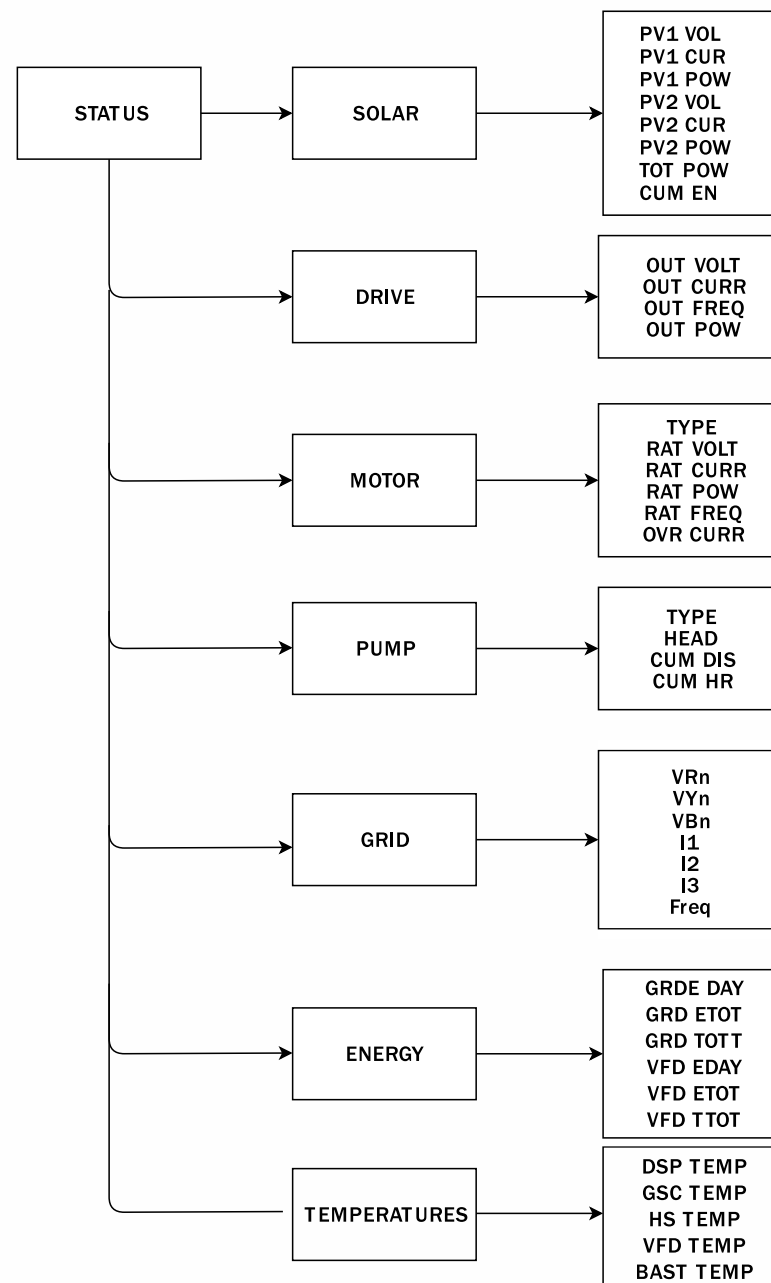 STATUS
SOLAR
PV1 VOL
PV1 CUR
PV1 POW
PV2 VOL
PV2 CUR
PV2 POW
TOT POW
CUM EN
DRIVE
OUT VOLT
OUT CURR
OUT FREQ
OUT POW
MOTOR
TYPE
RAT VOLT
RAT CURR
RAT POW
RAT FREQ
OVR CURR
PUMP
TYPE
HEAD
CUM DIS
CUM HR
GRID
VRn
VYn
VBn
I1
I2
I3
Freq
ENERGY
GRDE DAY
GRD ETOT
GRD TOTT
VFD EDAY
VFD ETOT
VFD TTOT
TEMPERATURES
DSP TEMP
GSC TEMP
HS TEMP
VFD TEMP
BAST TEMP